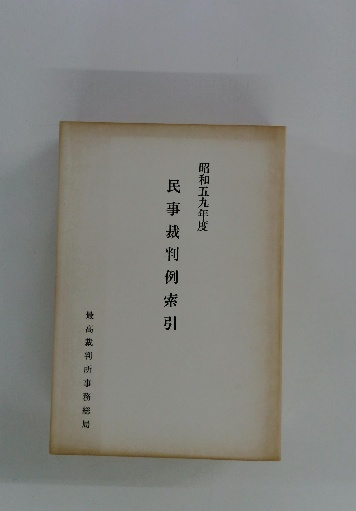 昭和五九年度
民事裁判例索引
最高裁判所事務総局